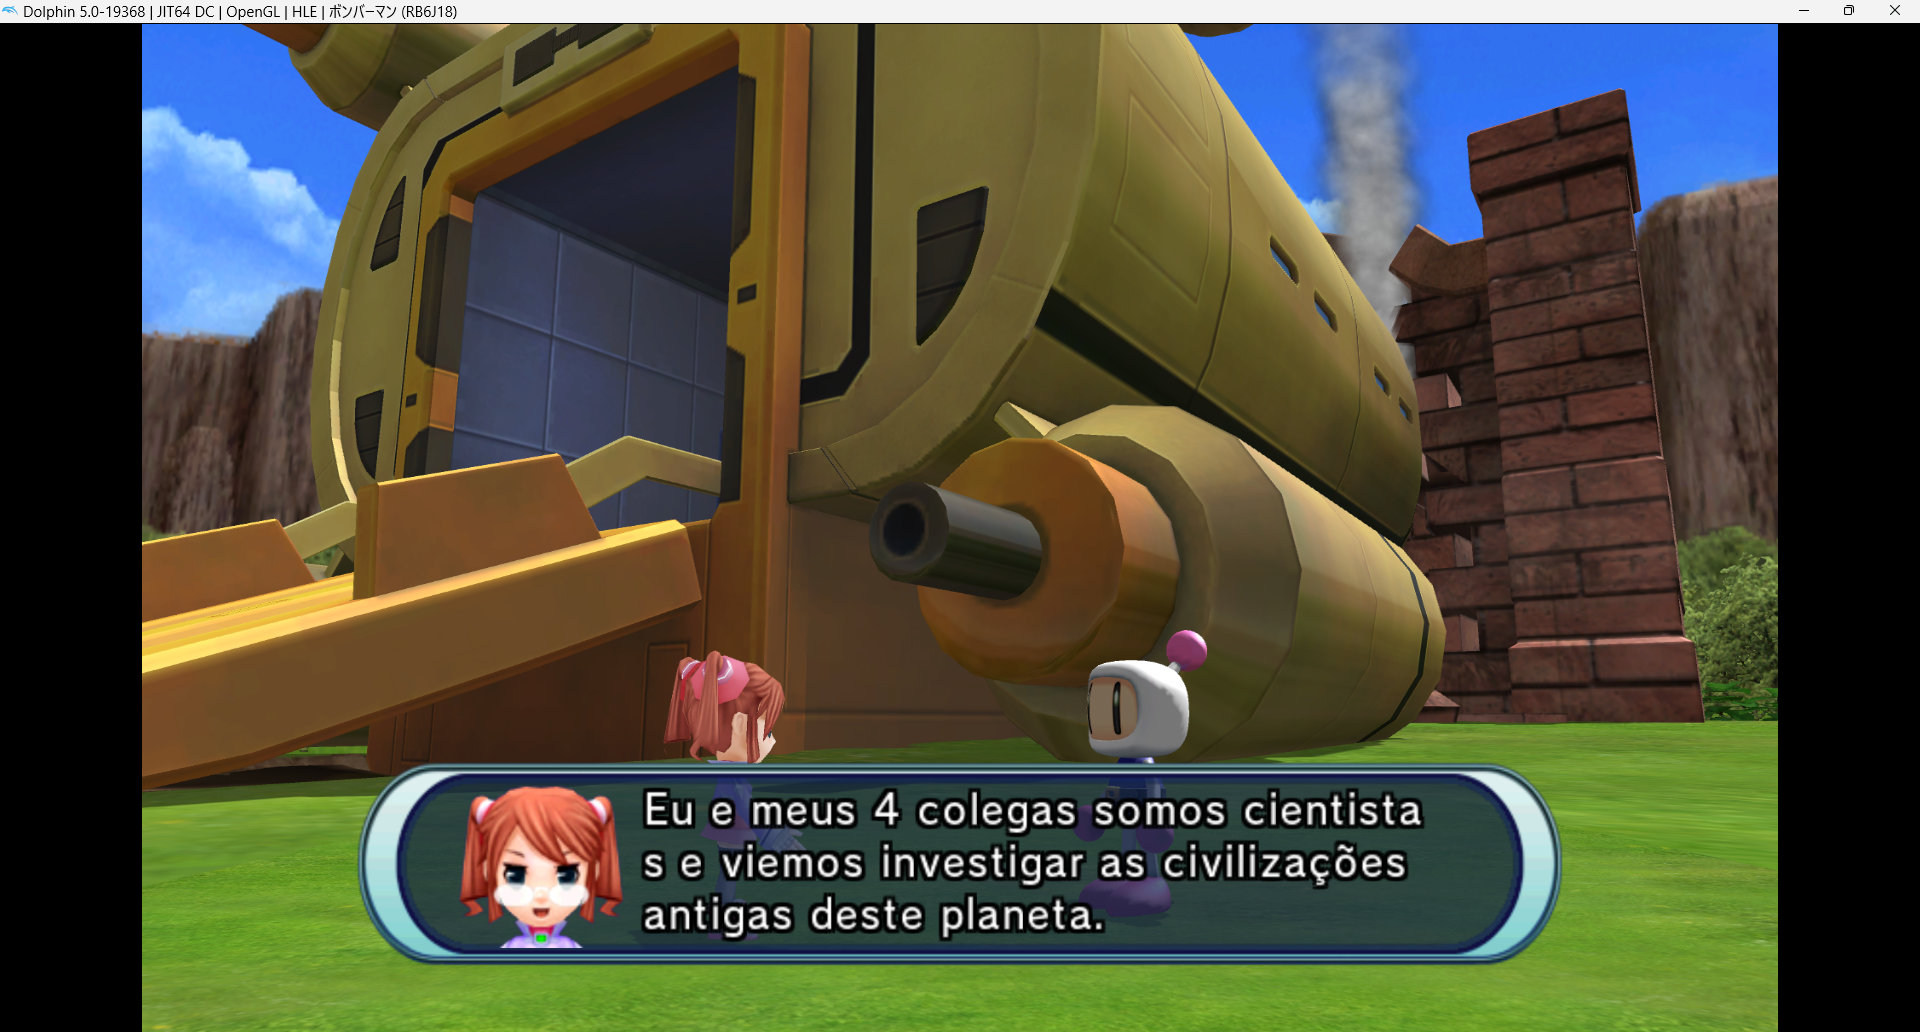 Dolphin 5.0-19368 | JIT64 DC | OpenGL | HLE | ボンバーマン (RB6J18)
Eu e meus 4 colegas somos cientista
s e viemos investigar as civilizações
antigas deste planeta.